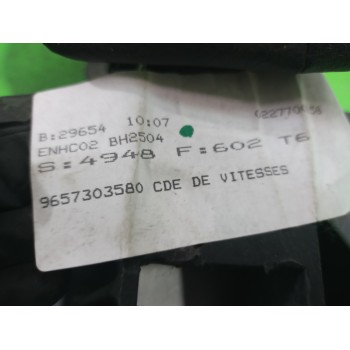 B:29654 10:07
ENHC02 BH2504
S:4948 F:602 T6
9657303580 CDE DE VITESSES